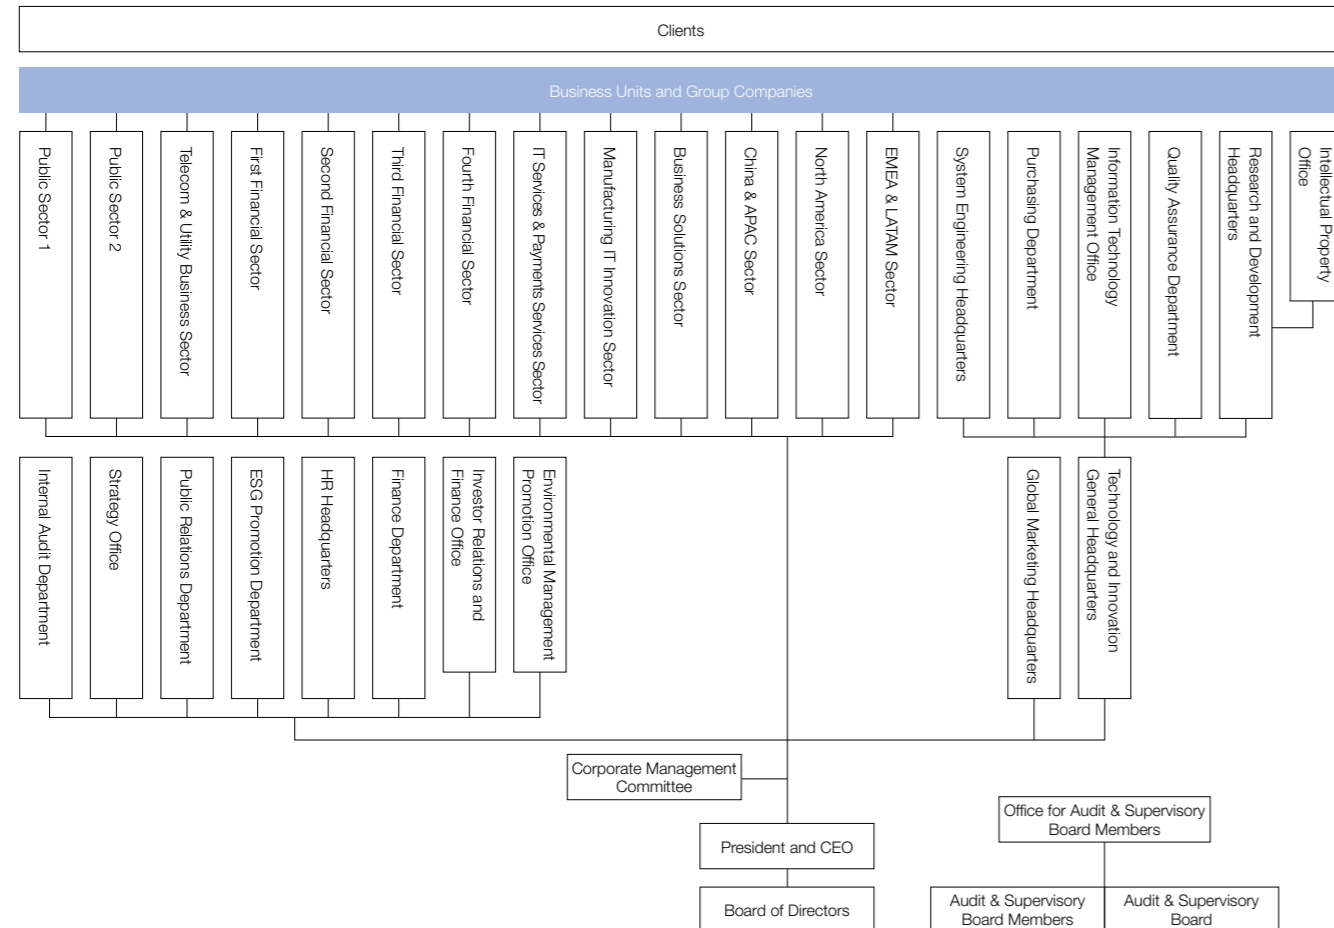 Clients
Business Units and Group Companies
Public Sector 1
Public Sector 2
Telecom & Utility Business Sector
First Financial Sector
Second Financial Sector
Third Financial Sector
Fourth Financial Sector
IT Services & Payments Services Sector
Manufacturing IT Innovation Sector
Business Solutions Sector
China & APAC Sector
North America Sector
EMEA & LATAM Sector
System Engineering Headquarters
Purchasing Department
Information Technology
Management Office
Quality Assurance Department
Research and Development
Headquarters
Intellectual Property
Office
Internal Audit Department
Strategy Office
Public Relations Department
ESG Promotion Department
HR Headquarters
Finance Department
Investor Relations and
Finance Office
Environmental Management
Promotion Office
Global Marketing Headquarters
Technology and Innovation
General Headquarters
Corporate Management
Committee
Office for Audit & Supervisory
Board Members
President and CEO
Board of Directors
Audit & Supervisory
Board Members
Audit & Supervisory
Board